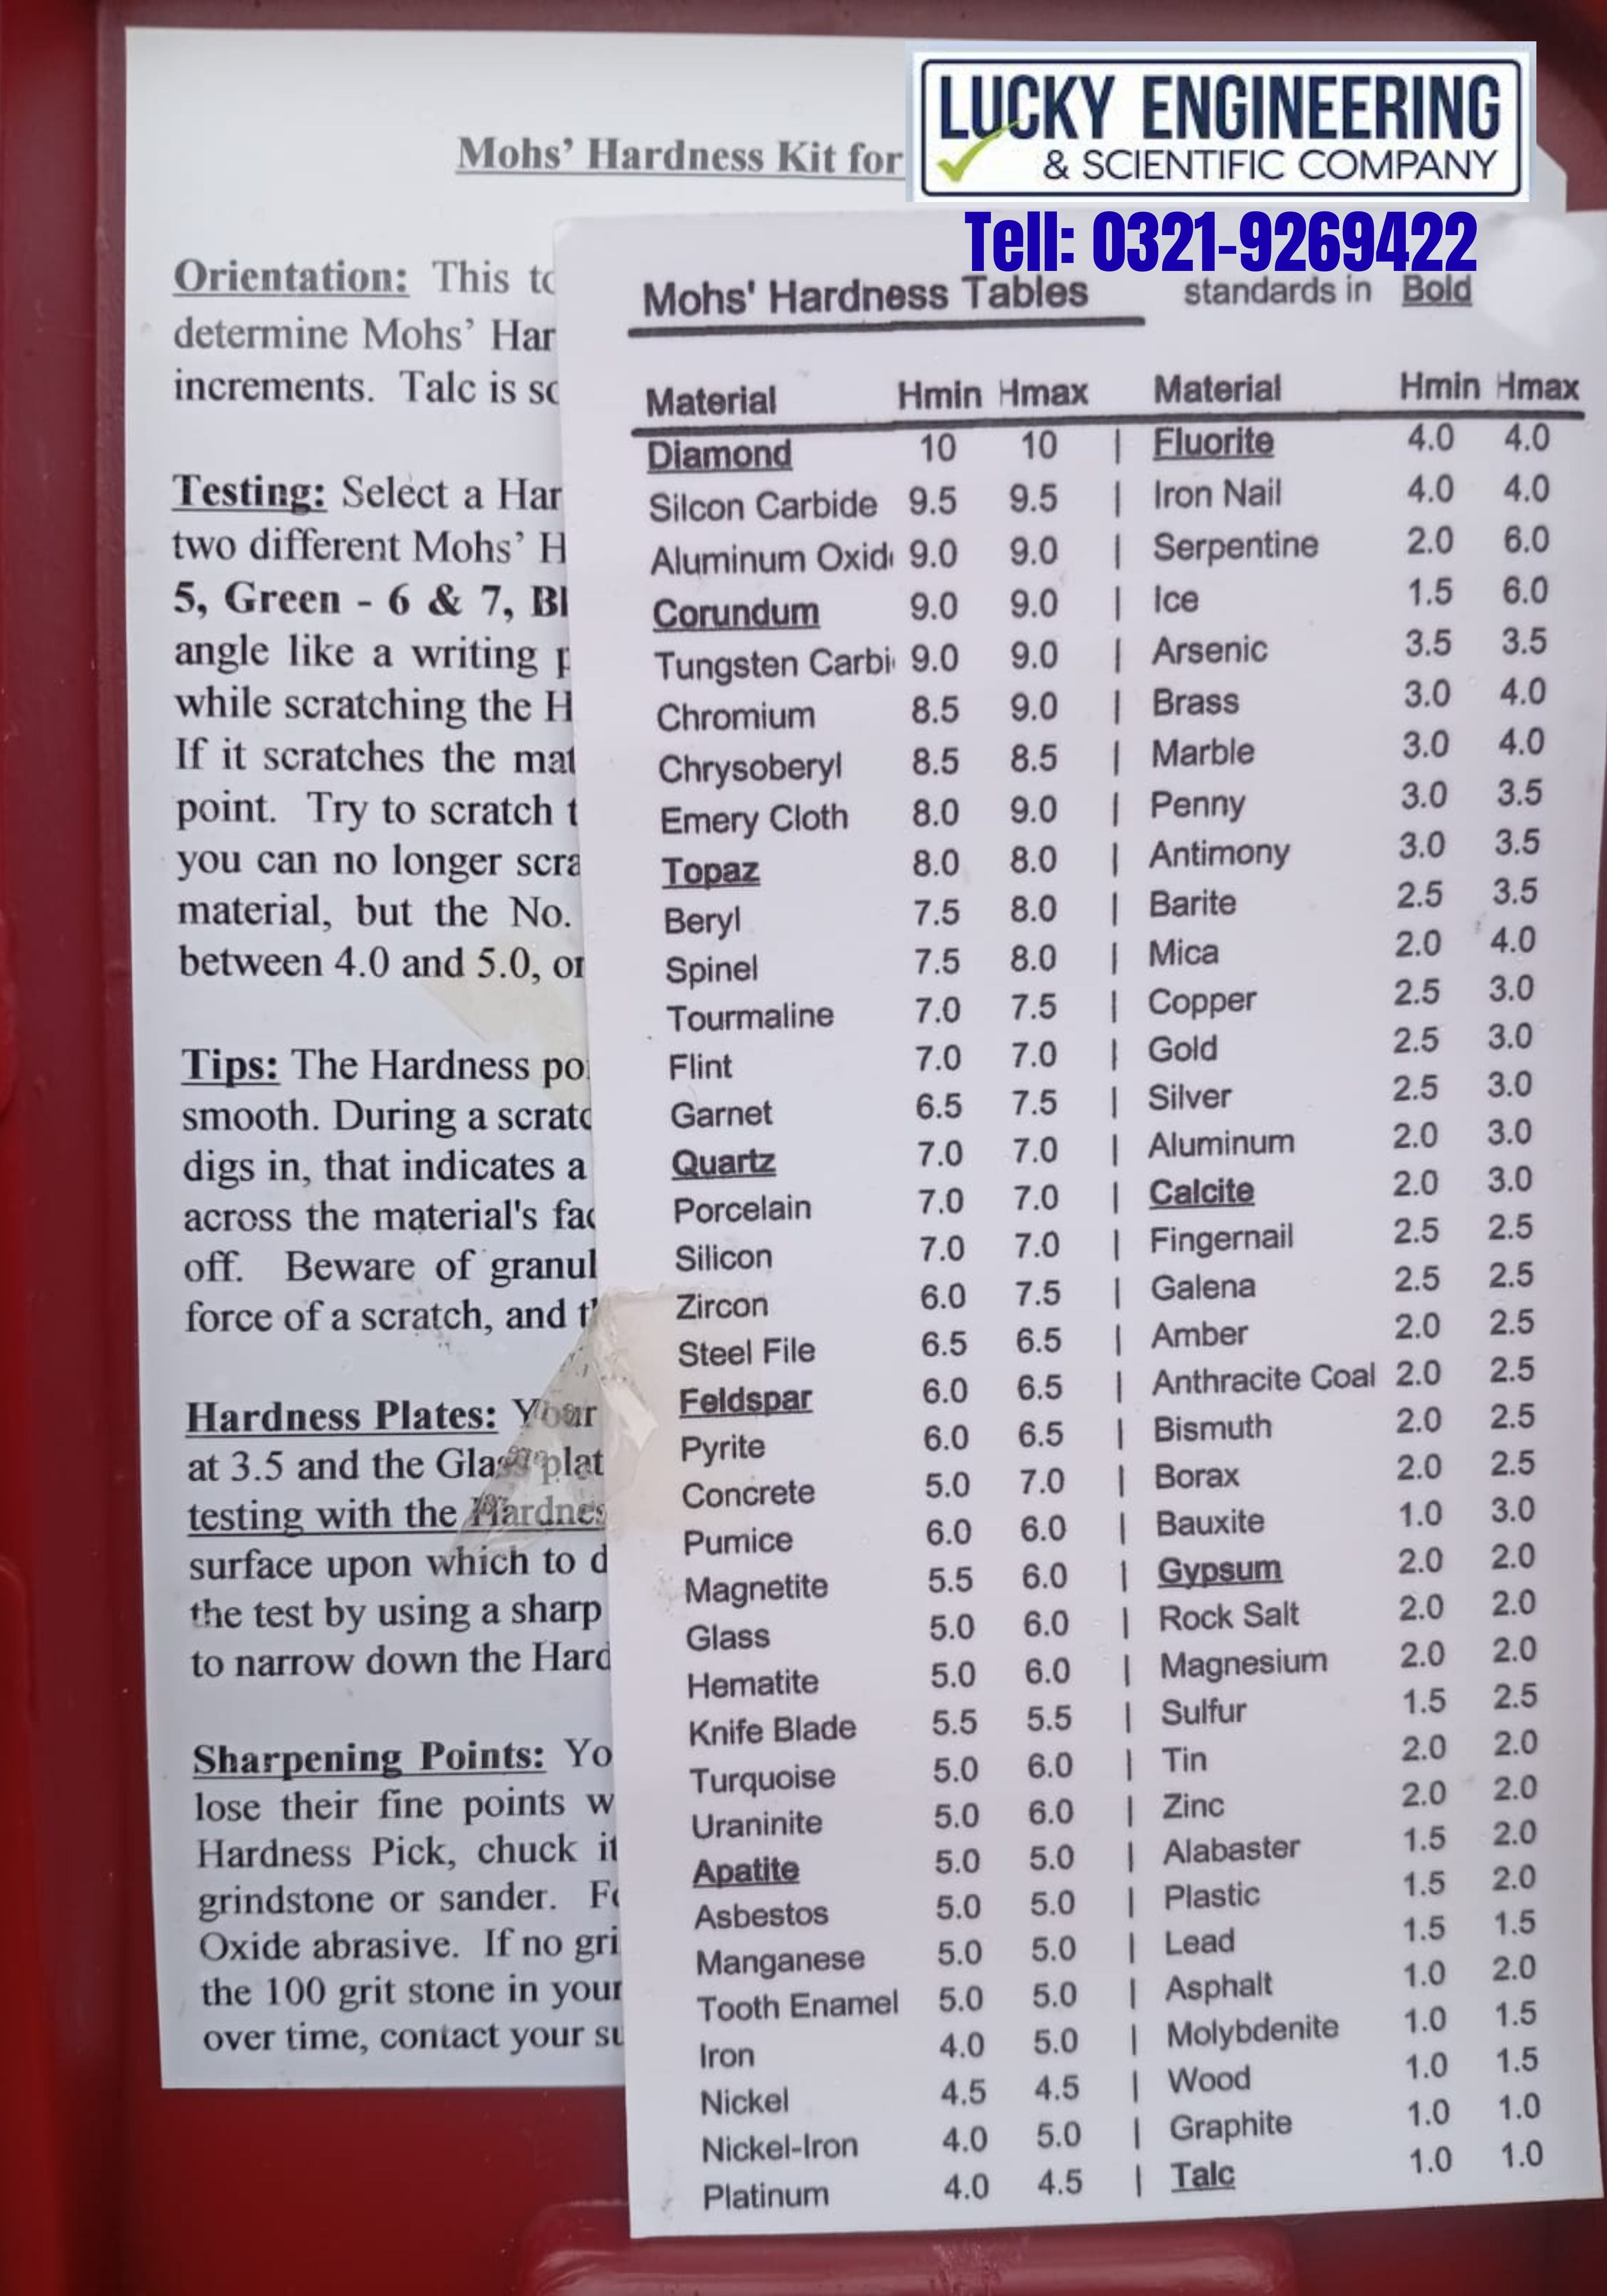 LUCKY ENGINEERING
& SCIENTIFIC COMPANY
Tell: 0321-9269422
Mohs' Hardness Kit for
Orientation: This
determine Mohs' Har
increments. Talc is
Testing: Select a Har
two different Mohs' H
5, Green - 6 & 7, Bl
angle like a writing
while scratching the H
If it scratches the mat
point. Try to scratch t
you can no longer scra
material, but the No.
between 4.0 and 5.0, or
Tips: The Hardness po
smooth. During a scratc
digs in, that indicates a
across the material's fac
off. Beware of granul
force of a scratch, and
Hardness Plates: Your
at 3.5 and the Glass plat
testing with the Hardnes
surface upon which to d
the test by using a sharp
to narrow down the Hard
Sharpening Points: Yo
lose their fine points w
Hardness Pick, chuck it
grindstone or sander.
Oxide abrasive. If no gri
the 100 grit stone in your
over time, contact your su
Mohs' Hardness Tables standards in Bold
Material Hmin Hmax Material Hmin Hmax
Diamond 10 10 | Fluorite 4.0 4.0
Silcon Carbide 9.5 9.5 | Iron Nail 4.0 4.0
Aluminum Oxid 9.0 9.0 | Serpentine 2.0 6.0
Corundum 9.0 9.0 | Ice 1.5 6.0
Tungsten Carbi 9.0 9.0 | Arsenic 3.5 3.5
Chromium 8.5 9.0 | Brass 3.0 4.0
Chrysoberyl 8.5 8.5 | Marble 3.0 4.0
Emery Cloth 8.0 9.0 | Penny 3.0 3.5
Topaz 8.0 8.0 | Antimony 3.0 3.5
Beryl 7.5 8.0 | Barite 2.5 3.5
Spinel 7.5 8.0 | Mica 2.0 4.0
Tourmaline 7.0 7.5 | Copper 2.5 3.0
Flint 7.0 7.0 | Gold 2.5 3.0
Garnet 6.5 7.5 | Silver 2.5 3.0
Quartz 7.0 7.0 | Aluminum 2.0 3.0
Porcelain 7.0 7.0 | Calcite 2.0 3.0
Silicon 7.0 7.0 | Fingernail 2.5 2.5
Zircon 6.0 7.5 | Galena 2.5 2.5
Steel File 6.5 6.5 | Amber 2.0 2.5
Feldspar 6.0 6.5 | Anthracite Coal 2.0 2.5
Pyrite 6.0 6.5 | Bismuth 2.0 2.5
Concrete 5.0 7.0 | Borax 2.0 2.5
Pumice 6.0 6.0 | Bauxite 1.0 3.0
Magnetite 5.5 6.0 | Gypsum 2.0 2.0
Glass 5.0 6.0 | Rock Salt 2.0 2.0
Hematite 5.0 6.0 | Magnesium 2.0 2.0
Knife Blade 5.5 5.5 | Sulfur 1.5 2.5
Turquoise 5.0 6.0 | Tin 2.0 2.0
Uraninite 5.0 6.0 | Zinc 2.0 2.0
Apatite 5.0 5.0 | Alabaster 1.5 2.0
Asbestos 5.0 5.0 | Plastic 1.5 2.0
Manganese 5.0 5.0 | Lead 1.5 1.5
Tooth Enamel 5.0 5.0 | Asphalt 1.0 2.0
Iron 4.0 5.0 | Molybdenite 1.0 1.5
Nickel 4.5 4.5 | Wood 1.0 1.5
Nickel-Iron 4.0 5.0 | Graphite 1.0 1.0
Platinum 4.0 4.5 | Talc 1.0 1.0